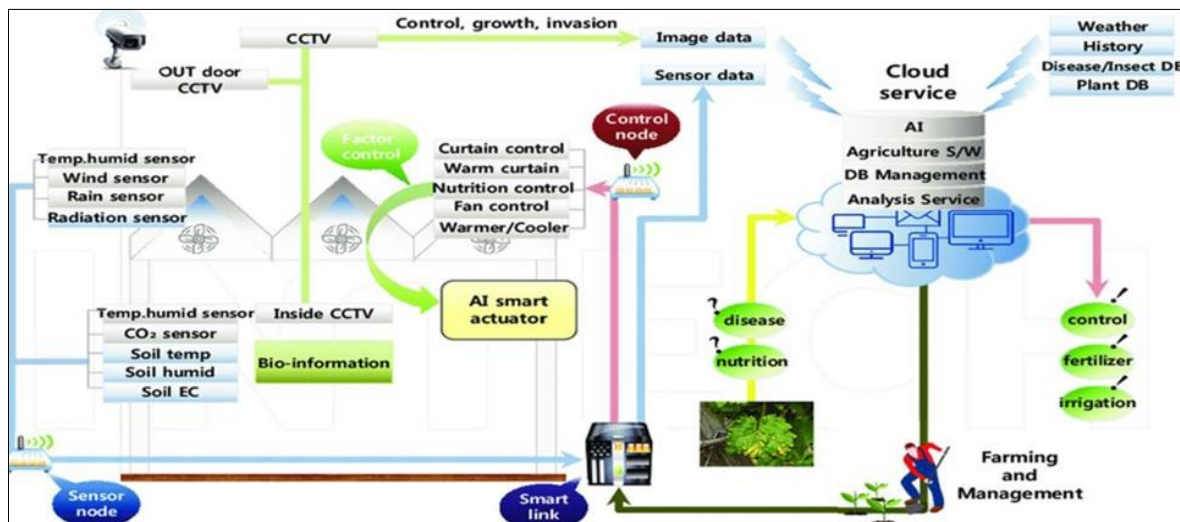 Control, growth, invasion
CCTV
Image data
Weather
History
Disease/Insect DB
Plant DB
OUT door
CCTV
Sensor data
Cloud
service
AI
Agriculture S/W
DB Management
Analysis Service
Factor
control
Control
node
Curtain control
Warm curtain
Nutrition control
Fan control
Warmer/Cooler
Temp.humid sensor
Wind sensor
Rain sensor
Radiation sensor
AI smart
actuator
Temp.humid sensor
CO₂ sensor
Soil temp
Soil humid
Soil EC
Inside CCTV
Bio-information
?
disease
?
nutrition
!
control
!
fertilizer
!
irrigation
Sensor
node
Smart
link
Farming
and
Management